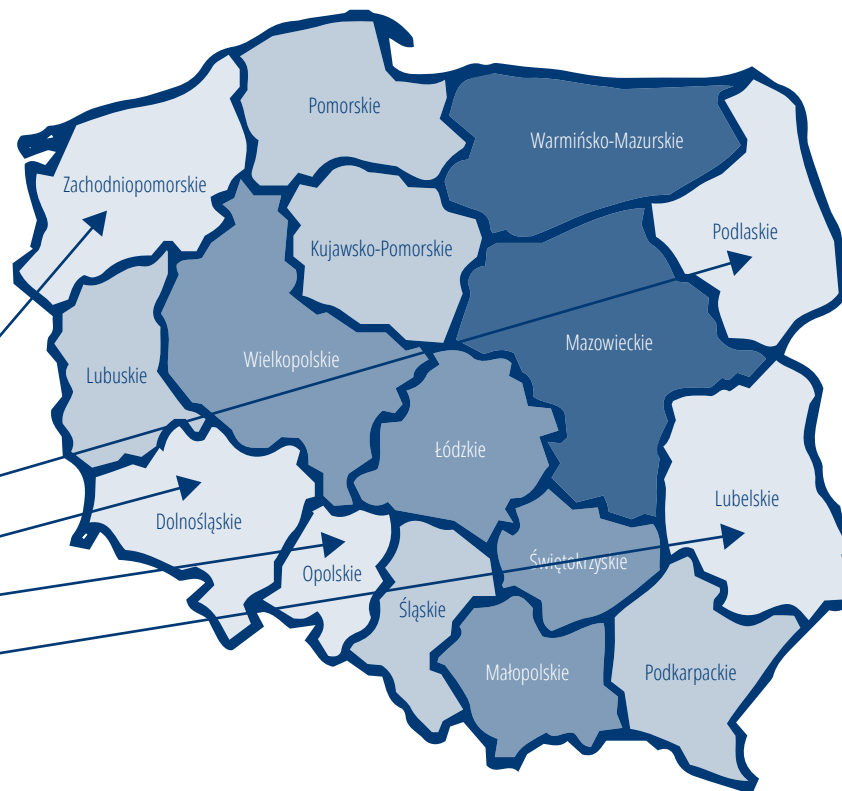 Pomorskie
Warmińsko-Mazurskie
Zachodniopomorskie
Podlaskie
Kujawsko-Pomorskie
Mazowieckie
Wielkopolskie
Lubuskie
Łódzkie
Lubelskie
Dolnośląskie
Świętokrzyskie
Opolskie
Śląskie
Małopolskie
Podkarpackie